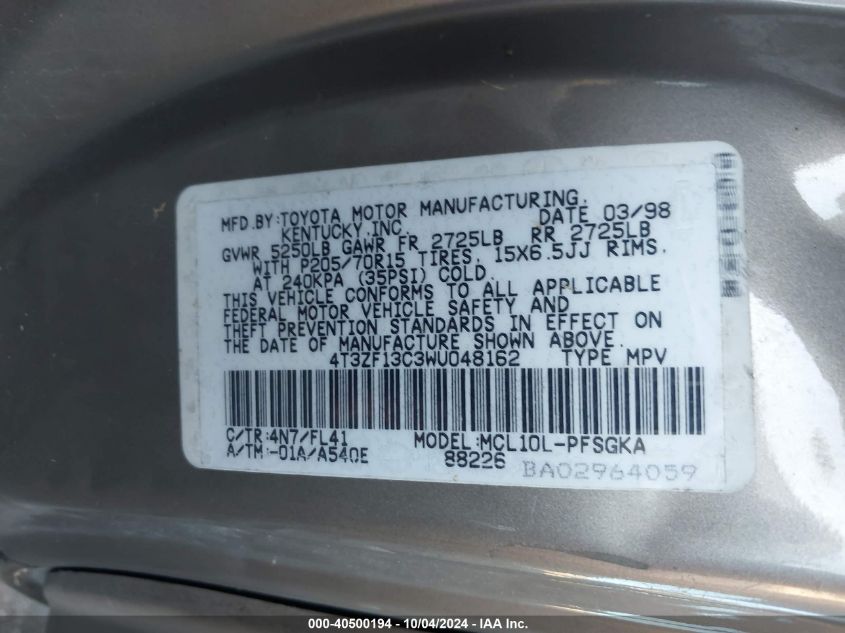 MFD.BY:TOYOTA MOTOR MANUFACTURING,
KENTUCKY,INC. DATE 03/98
GVWR 5250LB GAWR FR 2725LB RR 2725LB
WITH P205/70R15 TIRES, 15X6.5JJ RIMS,
AT 240KPA (35PSI) COLD.
THIS VEHICLE CONFORMS TO ALL APPLICABLE
FEDERAL MOTOR VEHICLE SAFETY AND
THEFT PREVENTION STANDARDS IN EFFECT ON
THE DATE OF MANUFACTURE SHOWN ABOVE.
4T3ZF13C3WU048162 TYPE MPV
C/TR:4N7/FL41 MODEL:MCL10L-PFSGKA
A/TM:-01A/A540E 88226 BA02964059
000-40500194 - 10/04/2024 - IAA Inc.